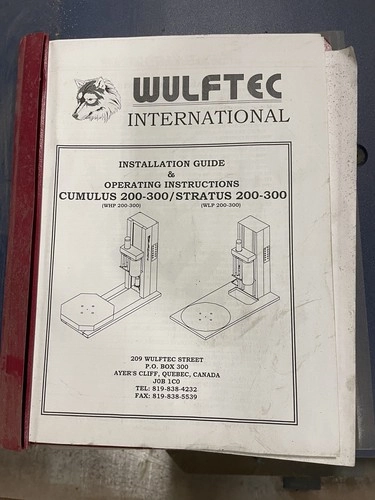 WULFTEC
INTERNATIONAL
INSTALLATION GUIDE
&
OPERATING INSTRUCTIONS
CUMULUS 200-300/STRATUS 200-300
(WHP 200-300) (WLP 200-300)
209 WULFTEC STREET
P.O. BOX 300
AYER'S CLIFF, QUEBEC, CANADA
J0B 1C0
TEL: 819-838-4232
FAX: 819-838-5539